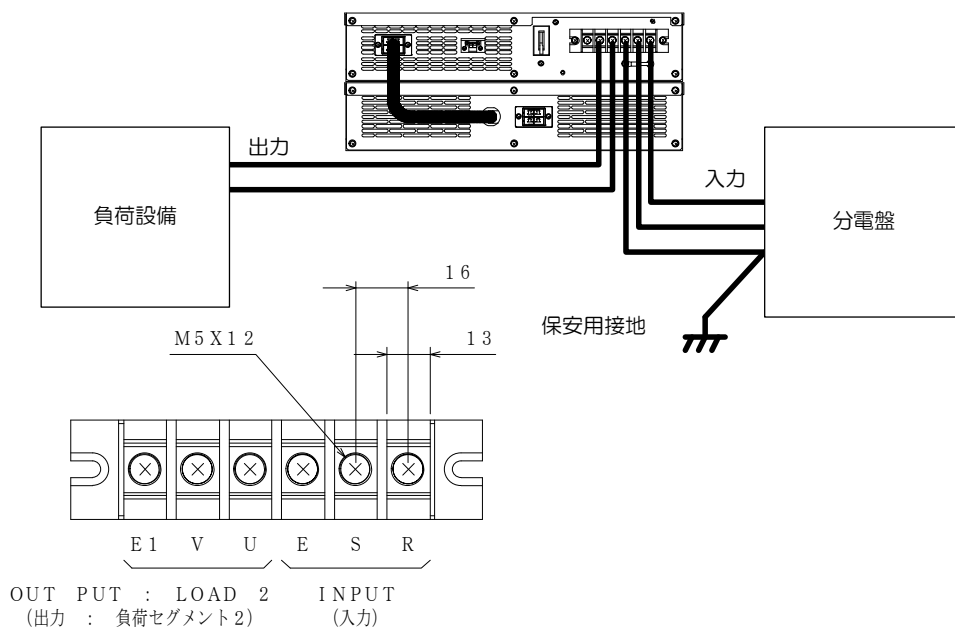 出力
入力
負荷設備
分電盤
保安用接地
16
13
M5X12
E1 V U E S R
OUT PUT : LOAD 2 INPUT
(出力 : 負荷セグメント2) (入力)